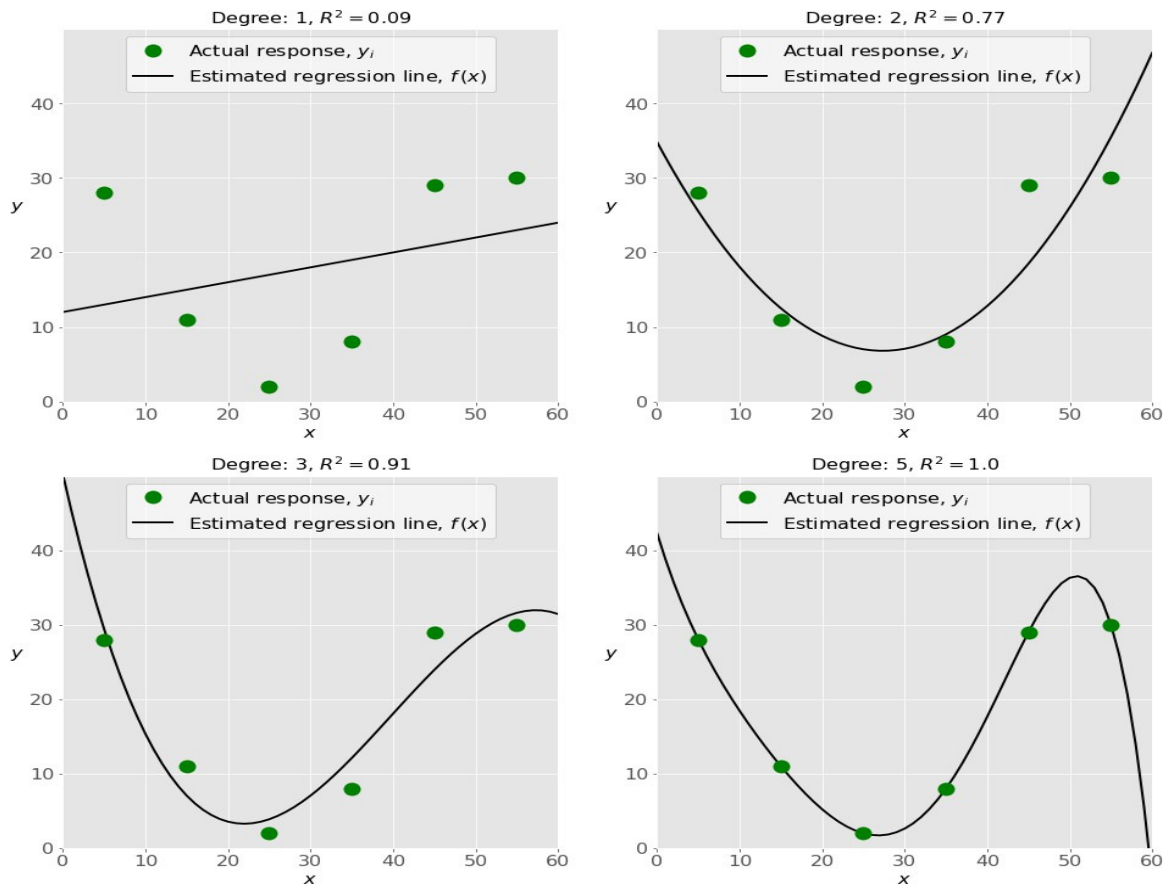 Degree: 1, R² = 0.09
Actual response, yᵢ
Estimated regression line, f(x)
y
40
30
20
10
0
0 10 20 30 40 50 60
x
Degree: 2, R² = 0.77
Actual response, yᵢ
Estimated regression line, f(x)
y
40
30
20
10
0
0 10 20 30 40 50 60
x
Degree: 3, R² = 0.91
Actual response, yᵢ
Estimated regression line, f(x)
y
40
30
20
10
0
0 10 20 30 40 50 60
x
Degree: 5, R² = 1.0
Actual response, yᵢ
Estimated regression line, f(x)
y
40
30
20
10
0
0 10 20 30 40 50 60
x